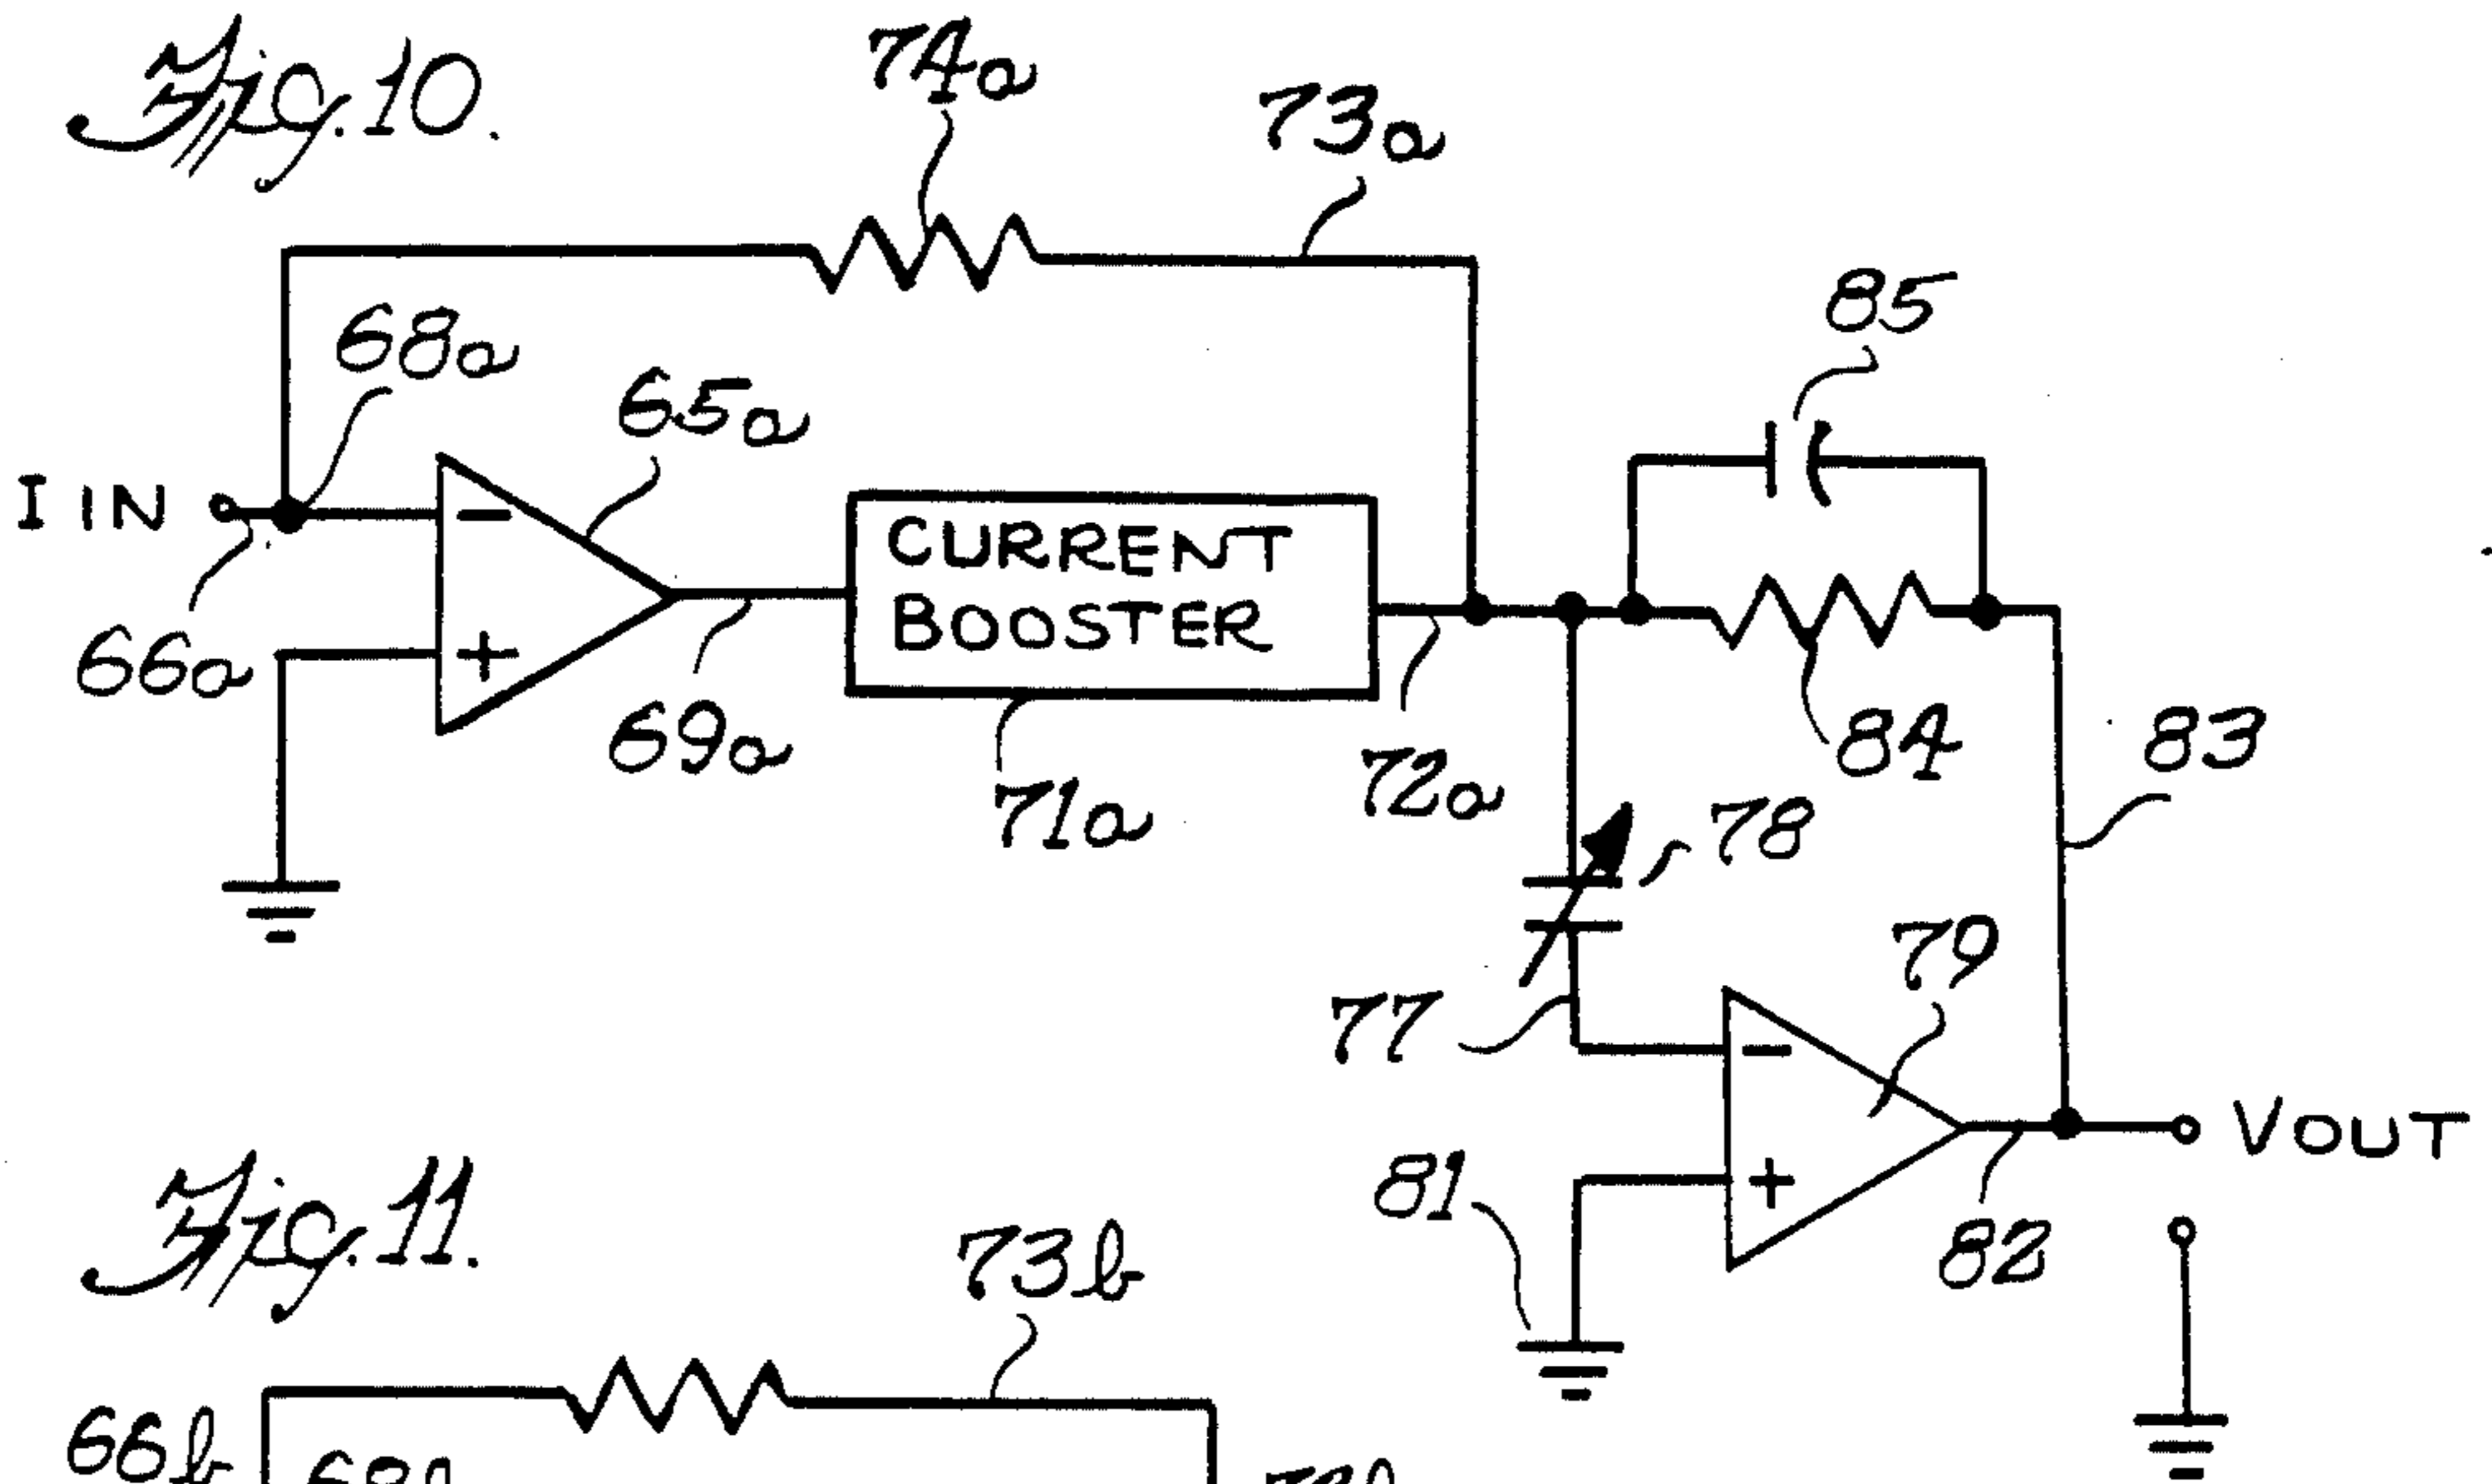 Fig. 10.
74a
73a
85
68a
65a
I IN
CURRENT
BOOSTER
66a
69a
71a
72a
84
83
78
79
77
81
82
VOUT
Fig. 11.
73b
66b